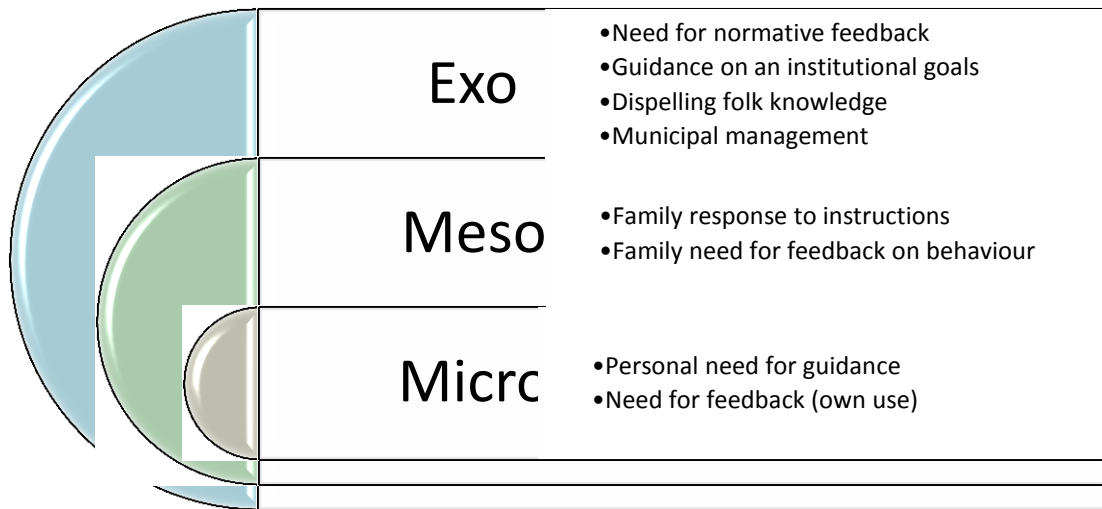 Exo
•Need for normative feedback
•Guidance on an institutional goals
•Dispelling folk knowledge
•Municipal management
Meso
•Family response to instructions
•Family need for feedback on behaviour
Micro
•Personal need for guidance
•Need for feedback (own use)